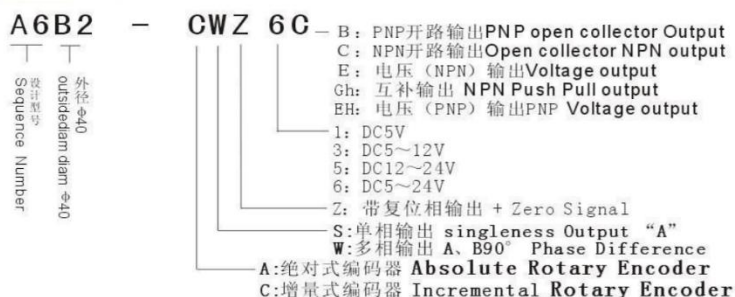 A6B2 - CWZ 6C
设计型号
Sequence Number
外径 Φ40
outsidediam diam Φ40
B: PNP开路输出PNP open collector Output
C: NPN开路输出Open collector NPN output
E: 电压（NPN）输出Voltage output
Gh: 互补输出 NPN Push Pull output
EH: 电压（PNP）输出PNP Voltage output
1: DC5V
3: DC5～12V
5: DC12～24V
6: DC5～24V
Z: 带复位相输出 + Zero Signal
S:单相输出 singleness Output “A”
W:多相输出 A、B90° Phase Difference
A:绝对式编码器 Absolute Rotary Encoder
C:增量式编码器 Incremental Rotary Encoder